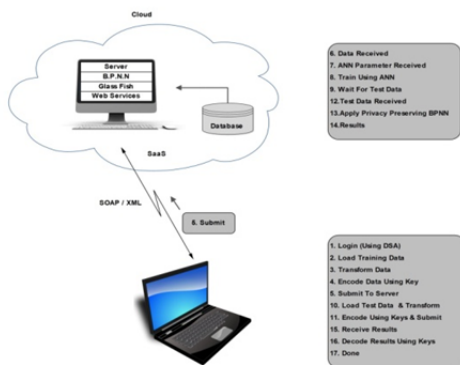 Cloud
Server
B.P.N.N
Glass Fish
Web Services
Database
SaaS
SOAP / XML
5. Submit
6. Data Received
7. ANN Parameter Received
8. Train Using ANN
9. Wait For Test Data
12.Test Data Received
13.Apply Privacy Preserving BPNN
14.Results
1. Login (Using DSA)
2. Load Training Data
3. Transform Data
4. Encode Data Using Key
5. Submit To Server
10. Load Test Data & Transform
11. Encode Using Keys & Submit
15. Receive Results
16. Decode Results Using Keys
17. Done